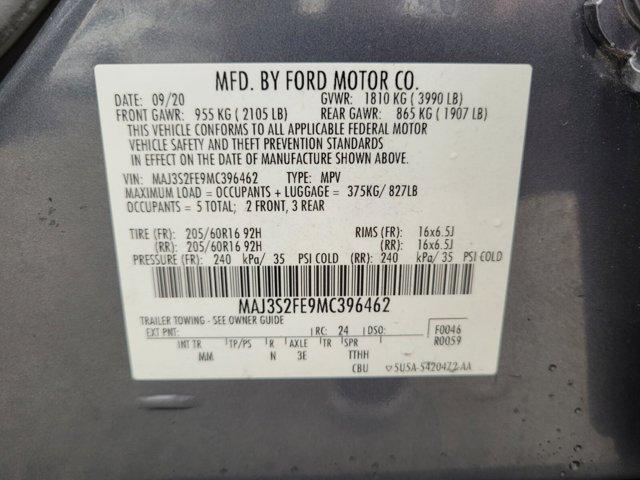 MFD. BY FORD MOTOR CO.
DATE: 09/20 GVWR: 1810 KG ( 3990 LB)
FRONT GAWR: 955 KG ( 2105 LB) REAR GAWR: 865 KG ( 1907 LB)
THIS VEHICLE CONFORMS TO ALL APPLICABLE FEDERAL MOTOR
VEHICLE SAFETY AND THEFT PREVENTION STANDARDS
IN EFFECT ON THE DATE OF MANUFACTURE SHOWN ABOVE.
VIN: MAJ3S2FE9MC396462 TYPE: MPV
MAXIMUM LOAD = OCCUPANTS + LUGGAGE = 375KG/ 827LB
OCCUPANTS = 5 TOTAL; 2 FRONT, 3 REAR
TIRE (FR): 205/60R16 92H RIMS (FR): 16x6.5J
(RR): 205/60R16 92H (RR): 16x6.5J
PRESSURE (FR): 240 kPa/ 35 PSI COLD (RR): 240 kPa/ 35 PSI COLD
MAJ3S2FE9MC396462
TRAILER TOWING - SEE OWNER GUIDE
EXT PNT: RC: 24 DSO: F0046
INT TR TP/PS R AXLE TR SPR R0059
MM N 3E TTHH
CBU 5U5A-5420472-AA